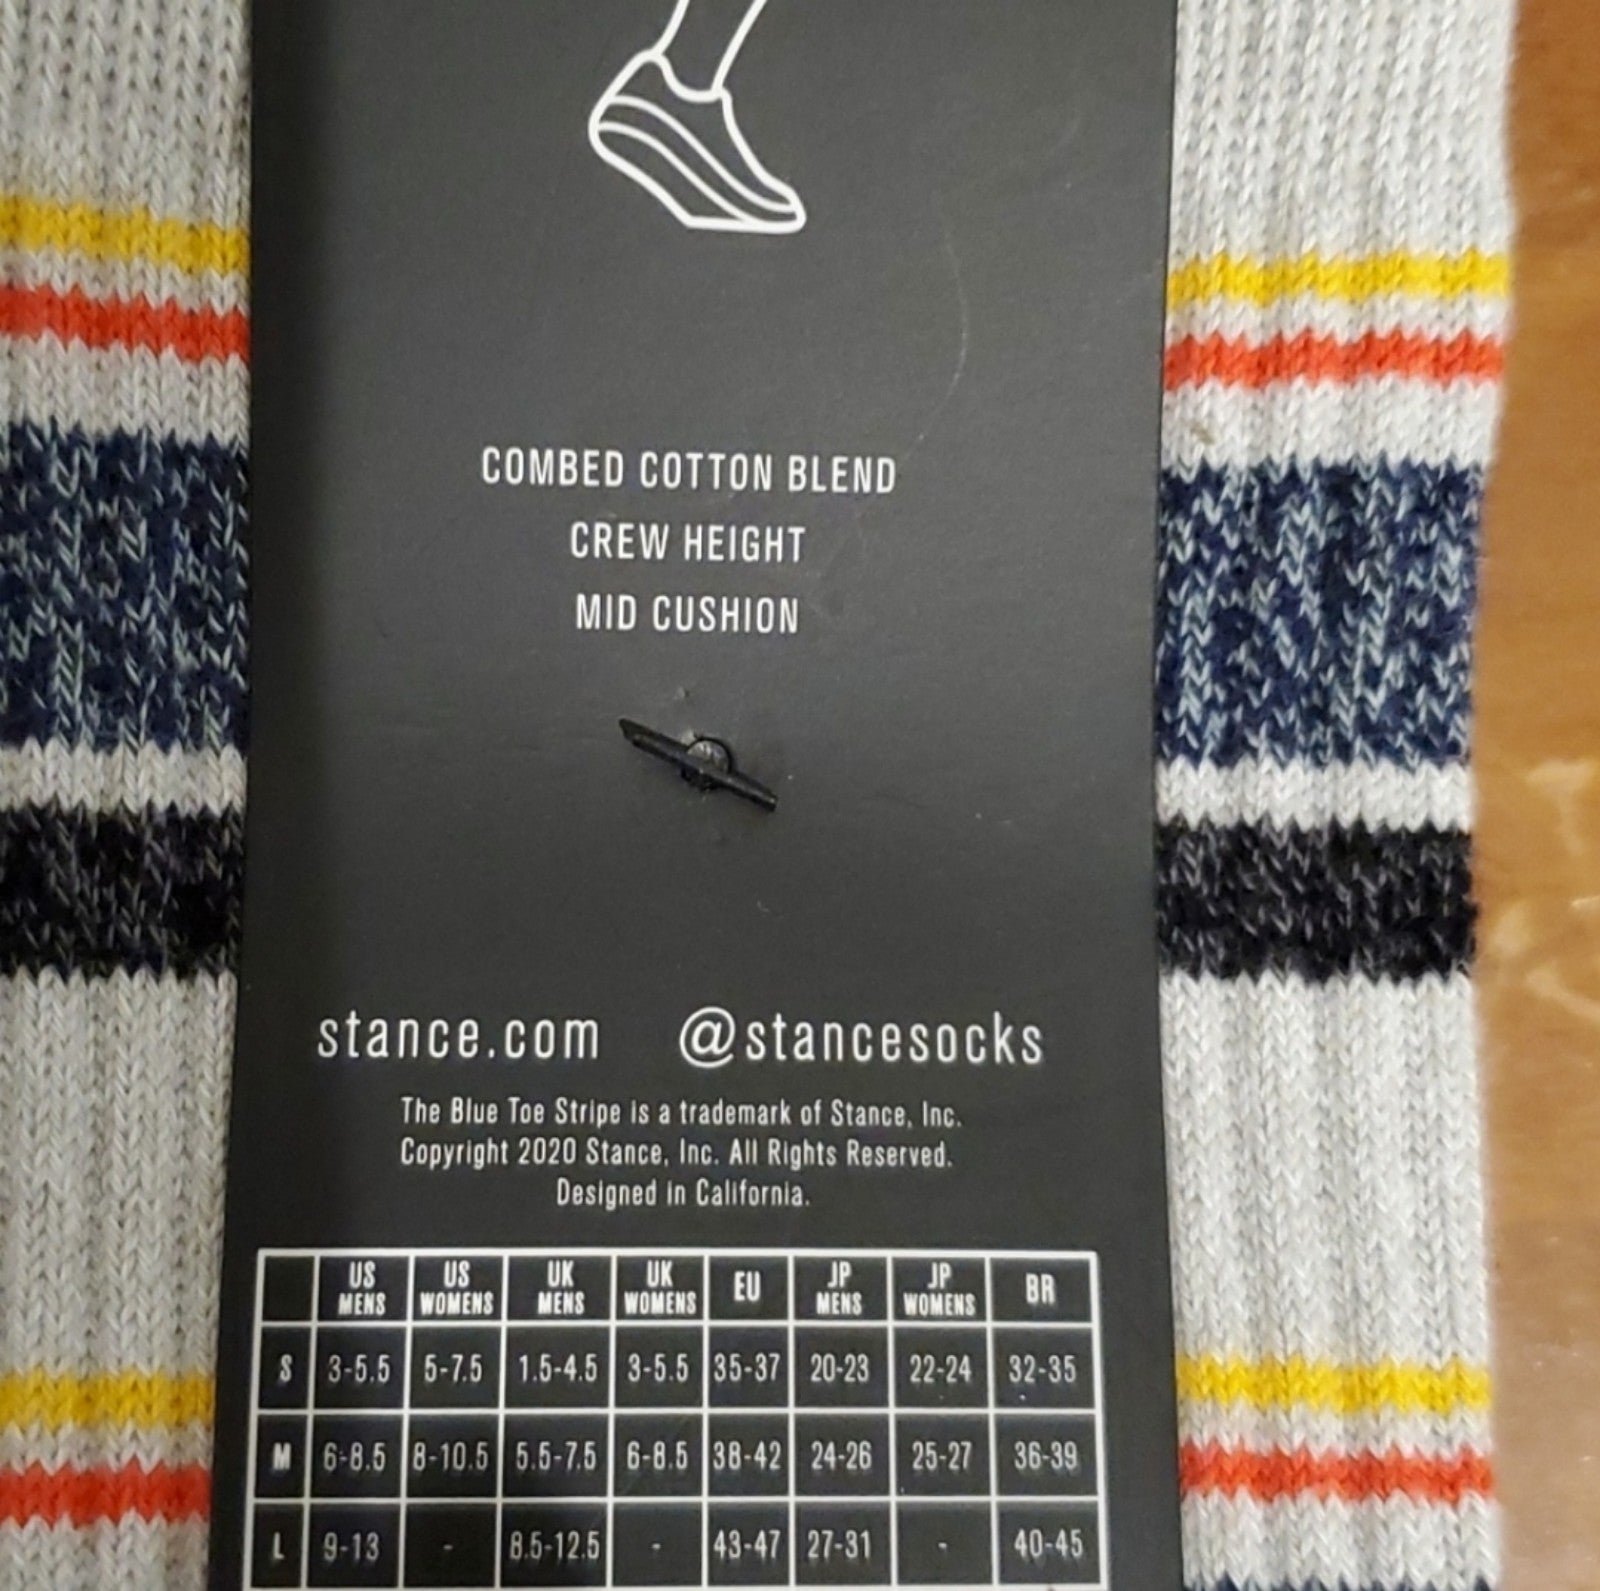 COMBED COTTON BLEND
CREW HEIGHT
MID CUSHION
stance.com @stancesocks
The Blue Toe Stripe is a trademark of Stance, Inc.
Copyright 2020 Stance, Inc. All Rights Reserved.
Designed in California.
US MENS US WOMENS UK MENS UK WOMENS EU JP MENS JP WOMENS BR
S 3-5.5 5-7.5 1.5-4.5 3-5.5 35-37 20-23 22-24 32-35
M 6-8.5 8-10.5 5.5-7.5 6-8.5 38-42 24-26 25-27 36-39
L 9-13 - 8.5-12.5 - 43-47 27-31 - 40-45